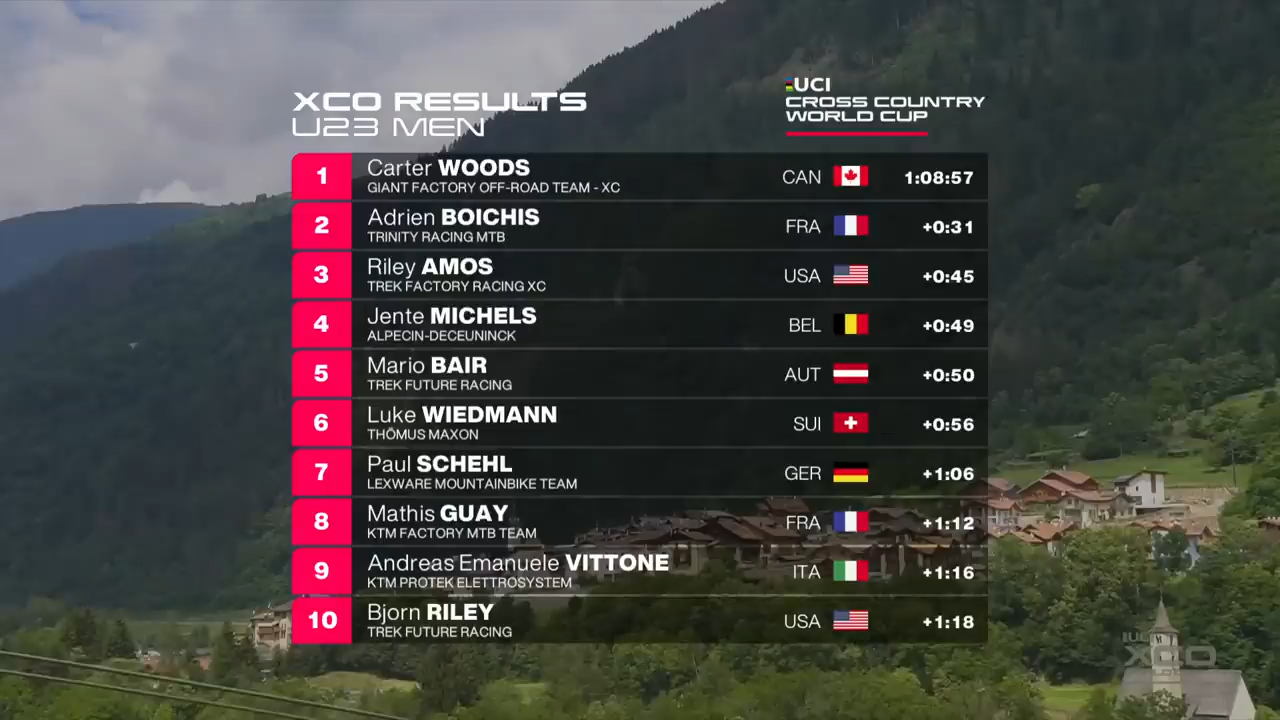 XCO RESULTS
U23 MEN
UCI
CROSS COUNTRY
WORLD CUP
1 Carter WOODS CAN 1:08:57
GIANT FACTORY OFF-ROAD TEAM - XC
2 Adrien BOICHIS FRA +0:31
TRINITY RACING MTB
3 Riley AMOS USA +0:45
TREK FACTORY RACING XC
4 Jente MICHELS BEL +0:49
ALPECIN-DECEUNINCK
5 Mario BAIR AUT +0:50
TREK FUTURE RACING
6 Luke WIEDMANN SUI +0:56
THÖMUS MAXON
7 Paul SCHEHL GER +1:06
LEXWARE MOUNTAINBIKE TEAM
8 Mathis GUAY FRA +1:12
KTM FACTORY MTB TEAM
9 Andreas Emanuele VITTONE ITA +1:16
KTM PROTEK ELETTROSYSTEM
10 Bjorn RILEY USA +1:18
TREK FUTURE RACING
XCO